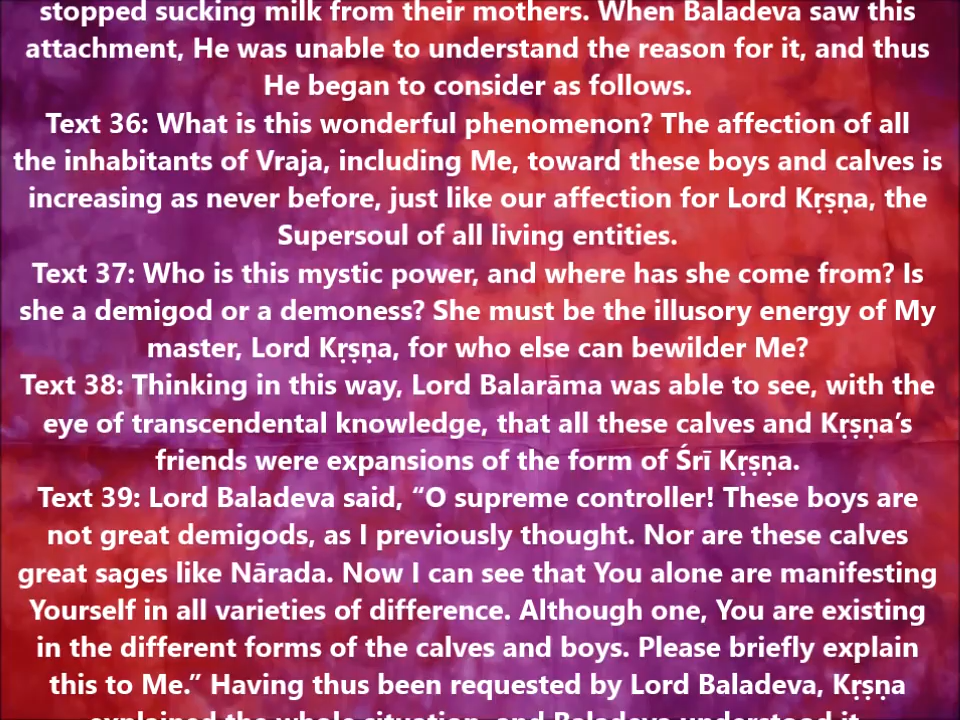 stopped sucking milk from their mothers. When Baladeva saw this
attachment, He was unable to understand the reason for it, and thus
He began to consider as follows.
Text 36: What is this wonderful phenomenon? The affection of all
the inhabitants of Vraja, including Me, toward these boys and calves is
increasing as never before, just like our affection for Lord Kṛṣṇa, the
Supersoul of all living entities.
Text 37: Who is this mystic power, and where has she come from? Is
she a demigod or a demoness? She must be the illusory energy of My
master, Lord Kṛṣṇa, for who else can bewilder Me?
Text 38: Thinking in this way, Lord Balarāma was able to see, with the
eye of transcendental knowledge, that all these calves and Kṛṣṇa’s
friends were expansions of the form of Śrī Kṛṣṇa.
Text 39: Lord Baladeva said, “O supreme controller! These boys are
not great demigods, as I previously thought. Nor are these calves
great sages like Nārada. Now I can see that You alone are manifesting
Yourself in all varieties of difference. Although one, You are existing
in the different forms of the calves and boys. Please briefly explain
this to Me.” Having thus been requested by Lord Baladeva, Kṛṣṇa
explained the whole situation, and Baladeva understood it.